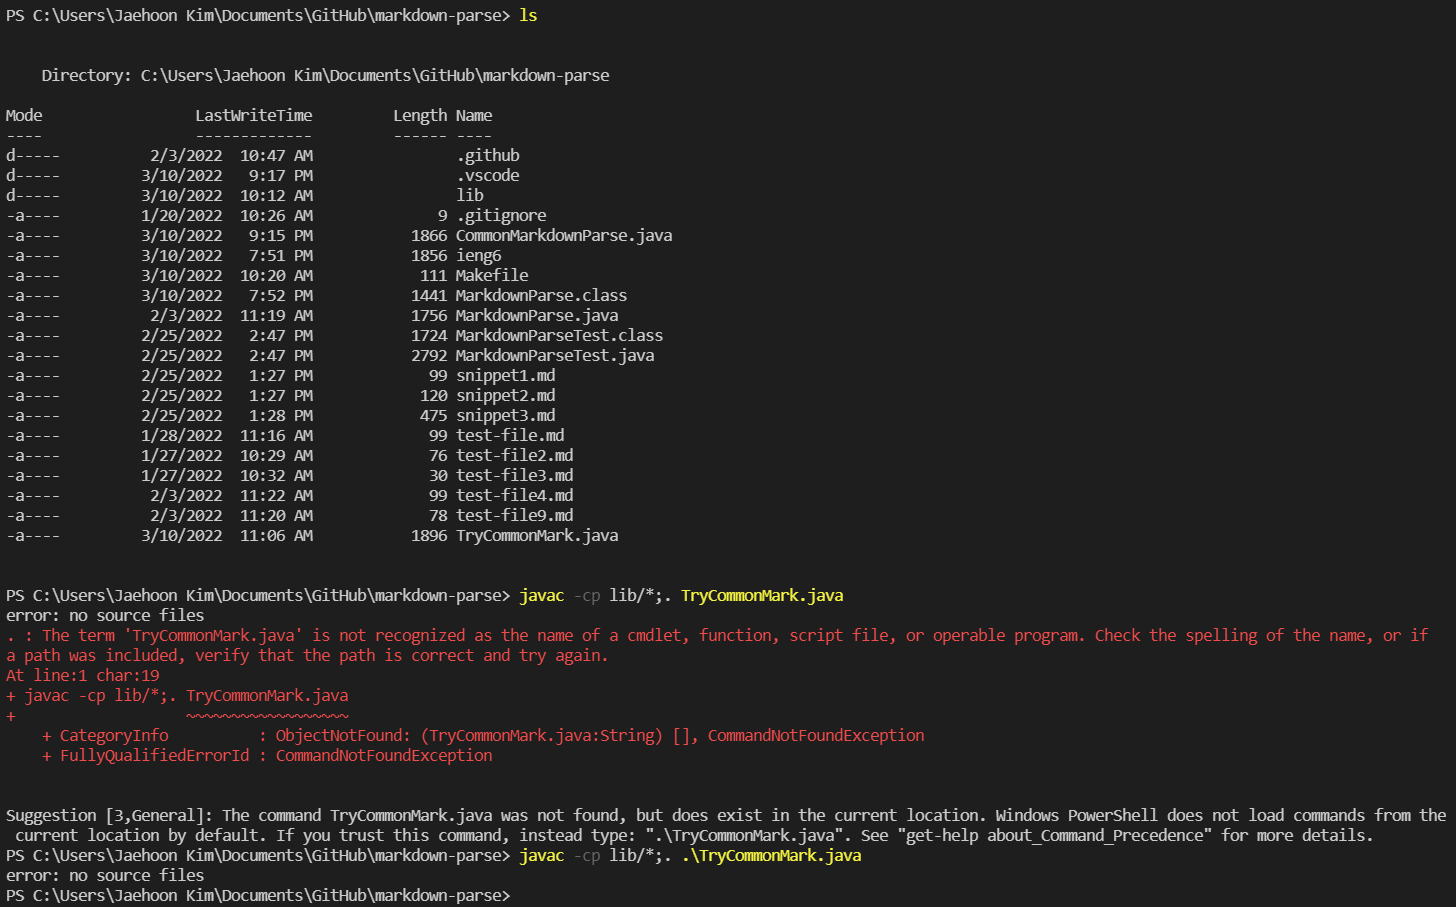 PS C:\Users\Jaehoon Kim\Documents\GitHub\markdown-parse> ls
Directory: C:\Users\Jaehoon Kim\Documents\GitHub\markdown-parse
Mode                 LastWriteTime         Length Name
----                 -------------         ------ ----
d-----          2/3/2022  10:47 AM                .github
d-----         3/10/2022   9:17 PM                .vscode
d-----         3/10/2022  10:12 AM                lib
-a----         1/20/2022  10:26 AM              9 .gitignore
-a----         3/10/2022   9:15 PM           1866 CommonMarkdownParse.java
-a----         3/10/2022   7:51 PM           1856 ieng6
-a----         3/10/2022  10:20 AM            111 Makefile
-a----         3/10/2022   7:52 PM           1441 MarkdownParse.class
-a----          2/3/2022  11:19 AM           1756 MarkdownParse.java
-a----         2/25/2022   2:47 PM           1724 MarkdownParseTest.class
-a----         2/25/2022   2:47 PM           2792 MarkdownParseTest.java
-a----         2/25/2022   1:27 PM             99 snippet1.md
-a----         2/25/2022   1:27 PM            120 snippet2.md
-a----         2/25/2022   1:28 PM            475 snippet3.md
-a----         1/28/2022  11:16 AM             99 test-file.md
-a----         1/27/2022  10:29 AM             76 test-file2.md
-a----         1/27/2022  10:32 AM             30 test-file3.md
-a----          2/3/2022  11:22 AM             99 test-file4.md
-a----          2/3/2022  11:20 AM             78 test-file9.md
-a----         3/10/2022  11:06 AM           1896 TryCommonMark.java
PS C:\Users\Jaehoon Kim\Documents\GitHub\markdown-parse> javac -cp lib/*;. TryCommonMark.java
error: no source files
. : The term 'TryCommonMark.java' is not recognized as the name of a cmdlet, function, script file, or operable program. Check the spelling of the name, or if
a path was included, verify that the path is correct and try again.
At line:1 char:19
+ javac -cp lib/*;. TryCommonMark.java
+                   ~~~~~~~~~~~~~~~~~~
+ CategoryInfo          : ObjectNotFound: (TryCommonMark.java:String) [], CommandNotFoundException
+ FullyQualifiedErrorId : CommandNotFoundException
Suggestion [3,General]: The command TryCommonMark.java was not found, but does exist in the current location. Windows PowerShell does not load commands from the
current location by default. If you trust this command, instead type: ".\TryCommonMark.java". See "get-help about_Command_Precedence" for more details.
PS C:\Users\Jaehoon Kim\Documents\GitHub\markdown-parse> javac -cp lib/*;. .\TryCommonMark.java
error: no source files
PS C:\Users\Jaehoon Kim\Documents\GitHub\markdown-parse>